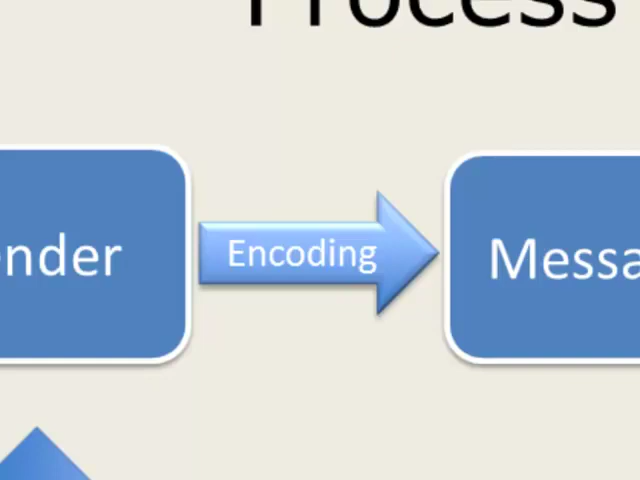 Process
nder
Encoding
Messa